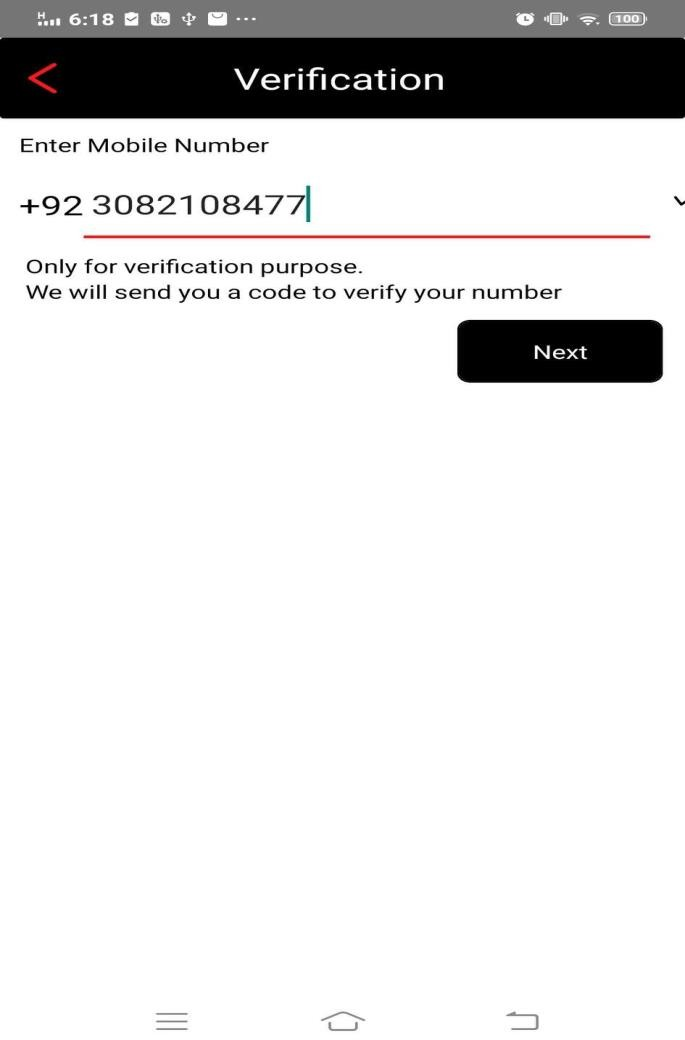 H 6:18 100
Verification
Enter Mobile Number
+92 3082108477
Only for verification purpose.
We will send you a code to verify your number
Next